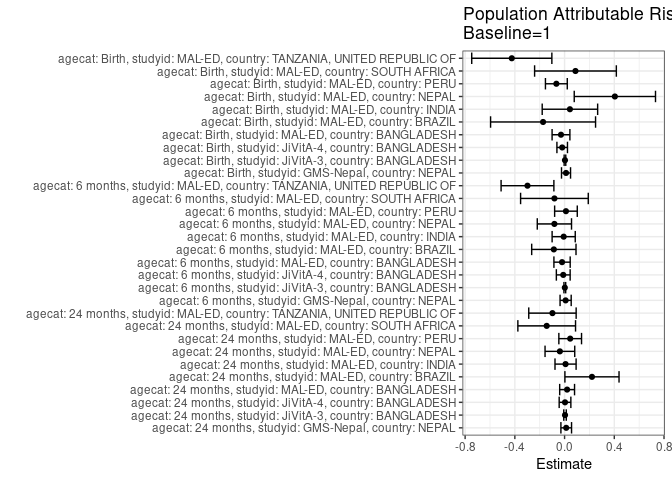 Population Attributable Ris
Baseline=1
agecat: Birth, studyid: MAL-ED, country: TANZANIA, UNITED REPUBLIC OF
agecat: Birth, studyid: MAL-ED, country: SOUTH AFRICA
agecat: Birth, studyid: MAL-ED, country: PERU
agecat: Birth, studyid: MAL-ED, country: NEPAL
agecat: Birth, studyid: MAL-ED, country: INDIA
agecat: Birth, studyid: MAL-ED, country: BRAZIL
agecat: Birth, studyid: MAL-ED, country: BANGLADESH
agecat: Birth, studyid: JiVitA-4, country: BANGLADESH
agecat: Birth, studyid: JiVitA-3, country: BANGLADESH
agecat: Birth, studyid: GMS-Nepal, country: NEPAL
agecat: 6 months, studyid: MAL-ED, country: TANZANIA, UNITED REPUBLIC OF
agecat: 6 months, studyid: MAL-ED, country: SOUTH AFRICA
agecat: 6 months, studyid: MAL-ED, country: PERU
agecat: 6 months, studyid: MAL-ED, country: NEPAL
agecat: 6 months, studyid: MAL-ED, country: INDIA
agecat: 6 months, studyid: MAL-ED, country: BRAZIL
agecat: 6 months, studyid: MAL-ED, country: BANGLADESH
agecat: 6 months, studyid: JiVitA-4, country: BANGLADESH
agecat: 6 months, studyid: JiVitA-3, country: BANGLADESH
agecat: 6 months, studyid: GMS-Nepal, country: NEPAL
agecat: 24 months, studyid: MAL-ED, country: TANZANIA, UNITED REPUBLIC OF
agecat: 24 months, studyid: MAL-ED, country: SOUTH AFRICA
agecat: 24 months, studyid: MAL-ED, country: PERU
agecat: 24 months, studyid: MAL-ED, country: NEPAL
agecat: 24 months, studyid: MAL-ED, country: INDIA
agecat: 24 months, studyid: MAL-ED, country: BRAZIL
agecat: 24 months, studyid: MAL-ED, country: BANGLADESH
agecat: 24 months, studyid: JiVitA-4, country: BANGLADESH
agecat: 24 months, studyid: JiVitA-3, country: BANGLADESH
agecat: 24 months, studyid: GMS-Nepal, country: NEPAL
-0.8 -0.4 0.0 0.4 0.8
Estimate